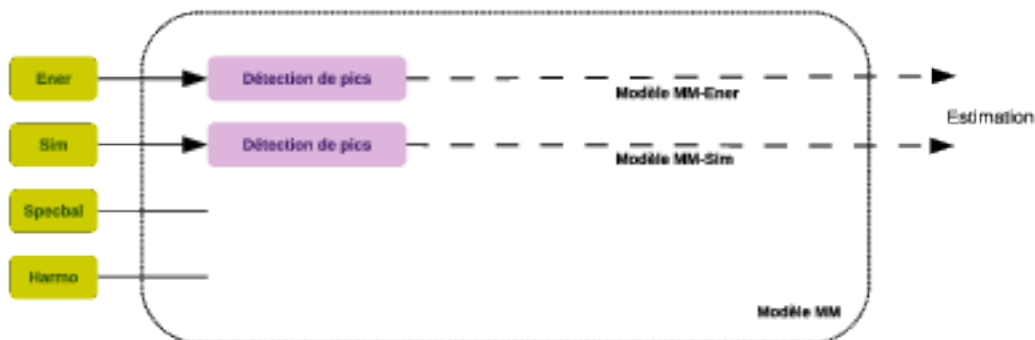 Ener
Détection de pics
Modèle MM-Ener
Estimation
Sim
Détection de pics
Modèle MM-Sim
Specbal
Harmo
Modèle MM